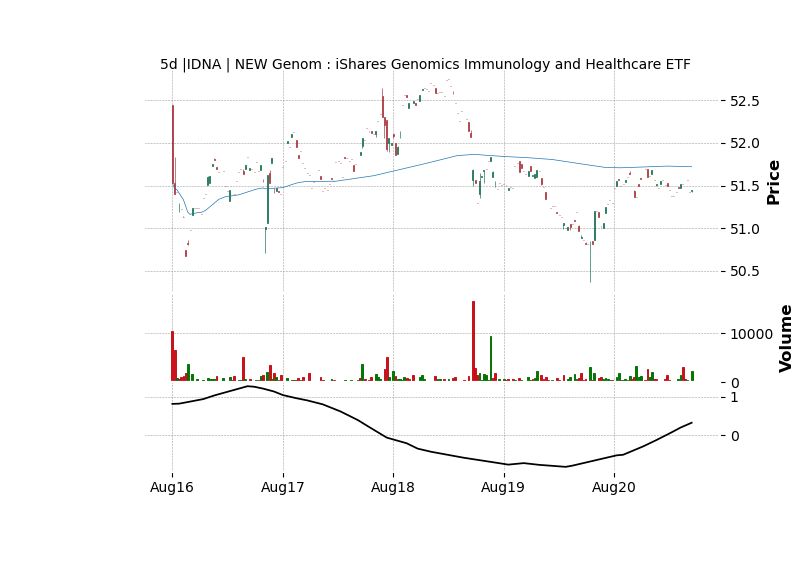 5d |IDNA | NEW Genom : iShares Genomics Immunology and Healthcare ETF
52.5
52.0
51.5
51.0
50.5
Price
10000
0
Volume
1
0
Aug16 Aug17 Aug18 Aug19 Aug20